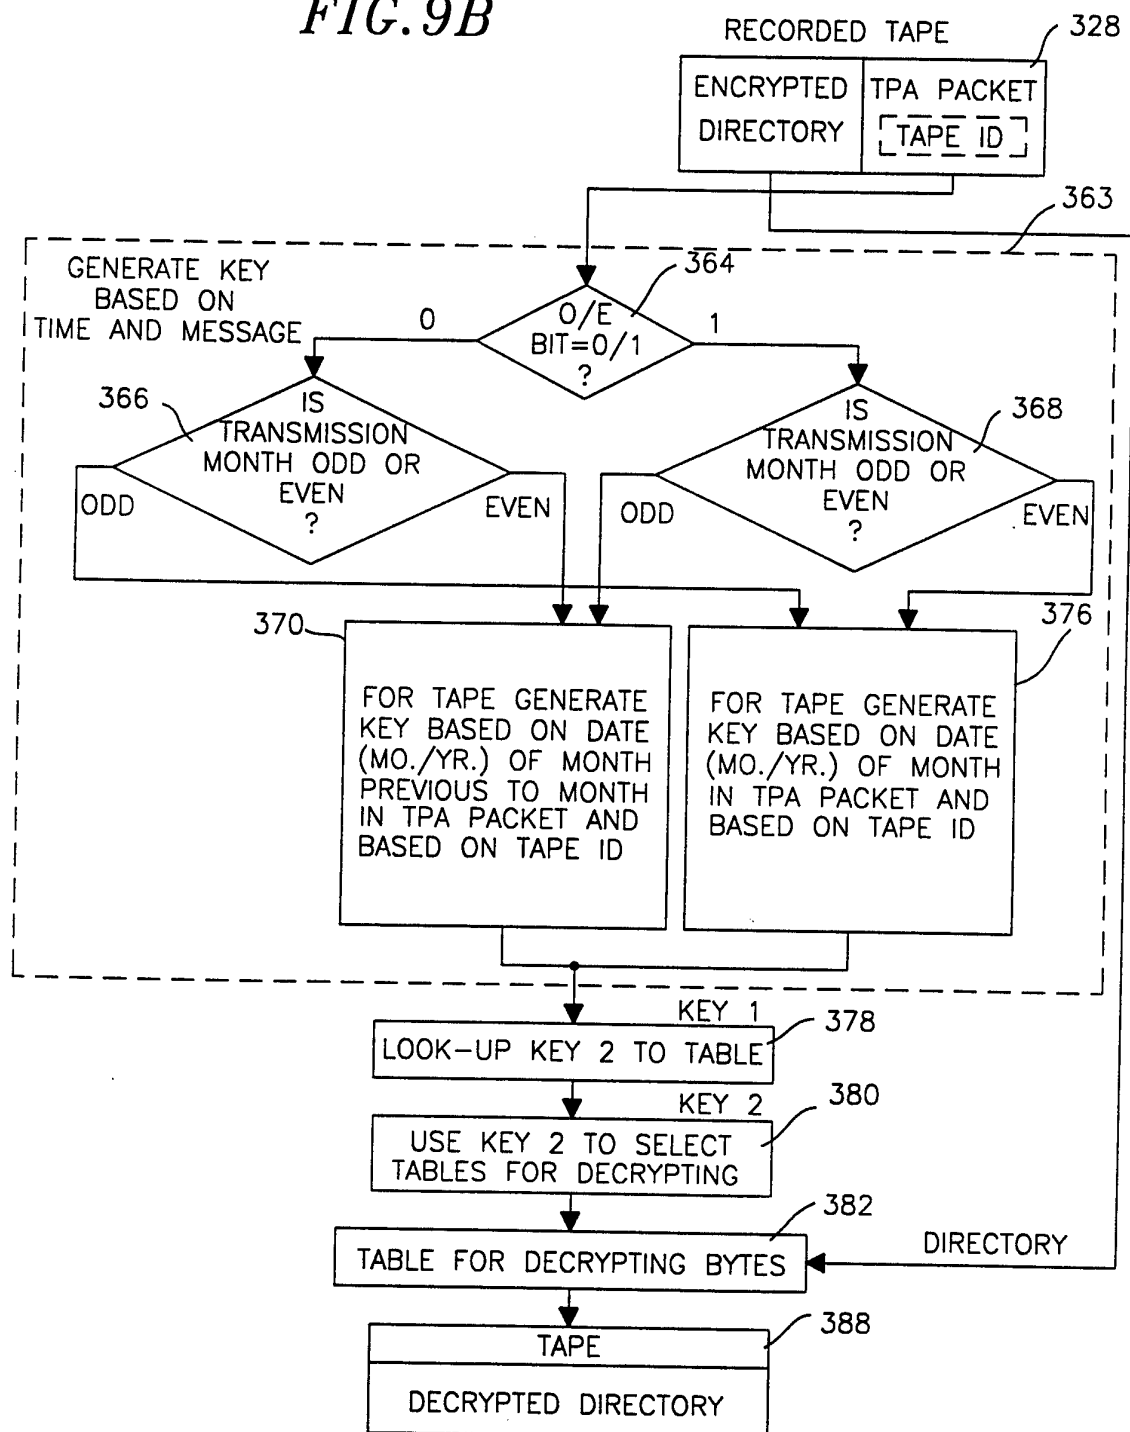 FIG. 9B
RECORDED TAPE
328
ENCRYPTED
DIRECTORY
TPA PACKET
TAPE ID
363
GENERATE KEY
BASED ON
TIME AND MESSAGE
364
O/E
BIT=0/1
?
0
1
366
IS
TRANSMISSION
MONTH ODD OR
EVEN
?
ODD
EVEN
368
IS
TRANSMISSION
MONTH ODD OR
EVEN
?
ODD
EVEN
370
FOR TAPE GENERATE
KEY BASED ON DATE
(MO./YR.) OF MONTH
PREVIOUS TO MONTH
IN TPA PACKET AND
BASED ON TAPE ID
376
FOR TAPE GENERATE
KEY BASED ON DATE
(MO./YR.) OF MONTH
IN TPA PACKET AND
BASED ON TAPE ID
KEY 1
378
LOOK-UP KEY 2 TO TABLE
KEY 2
380
USE KEY 2 TO SELECT
TABLES FOR DECRYPTING
382
TABLE FOR DECRYPTING BYTES
DIRECTORY
388
TAPE
DECRYPTED DIRECTORY